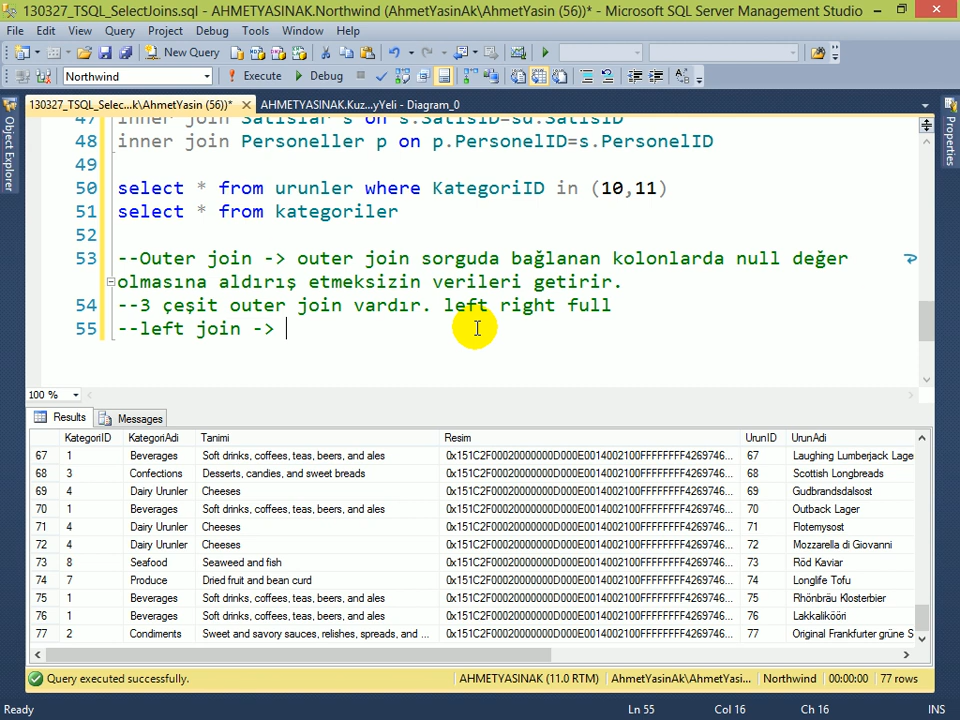 130327_TSQL_SelectJoins.sql - AHMETYASINAK.Northwind (AhmetYasinAk\AhmetYasin (56))* - Microsoft SQL Server Management Studio
File Edit View Query Project Debug Tools Window Help
New Query
Northwind Execute Debug
130327_TSQL_Selec...k\AhmetYasin (56))* AHMETYASINAK.Kuz...yYeli - Diagram_0
Object Explorer
Properties
47 inner join Satislar s on s.SatisID=sd.SatisID
48 inner join Personeller p on p.PersonelID=s.PersonelID
49
50 select * from urunler where KategoriID in (10,11)
51 select * from kategoriler
52
53 --Outer join -> outer join sorguda bağlanan kolonlarda null değer
olmasına aldırış etmeksizin verileri getirir.
54 --3 çeşit outer join vardır. left right full
55 --left join ->
100 %
Results Messages
KategoriID KategoriAdi Tanimi Resim UrunID UrunAdi
67 1 Beverages Soft drinks, coffees, teas, beers, and ales 0x151C2F00020000000D000E0014002100FFFFFFFF4269746... 67 Laughing Lumberjack Lage
68 3 Confections Desserts, candies, and sweet breads 0x151C2F00020000000D000E0014002100FFFFFFFF4269746... 68 Scottish Longbreads
69 4 Dairy Urunler Cheeses 0x151C2F00020000000D000E0014002100FFFFFFFF4269746... 69 Gudbrandsdalsost
70 1 Beverages Soft drinks, coffees, teas, beers, and ales 0x151C2F00020000000D000E0014002100FFFFFFFF4269746... 70 Outback Lager
71 4 Dairy Urunler Cheeses 0x151C2F00020000000D000E0014002100FFFFFFFF4269746... 71 Flotemysost
72 4 Dairy Urunler Cheeses 0x151C2F00020000000D000E0014002100FFFFFFFF4269746... 72 Mozzarella di Giovanni
73 8 Seafood Seaweed and fish 0x151C2F00020000000D000E0014002100FFFFFFFF4269746... 73 Röd Kaviar
74 7 Produce Dried fruit and bean curd 0x151C2F00020000000D000E0014002100FFFFFFFF4269746... 74 Longlife Tofu
75 1 Beverages Soft drinks, coffees, teas, beers, and ales 0x151C2F00020000000D000E0014002100FFFFFFFF4269746... 75 Rhönbräu Klosterbier
76 1 Beverages Soft drinks, coffees, teas, beers, and ales 0x151C2F00020000000D000E0014002100FFFFFFFF4269746... 76 Lakkalikööri
77 2 Condiments Sweet and savory sauces, relishes, spreads, and ... 0x151C2F00020000000D000E0014002100FFFFFFFF4269746... 77 Original Frankfurter grüne S
Query executed successfully. AHMETYASINAK (11.0 RTM) AhmetYasinAk\AhmetYasi... Northwind 00:00:00 77 rows
Ready Ln 55 Col 16 Ch 16 INS